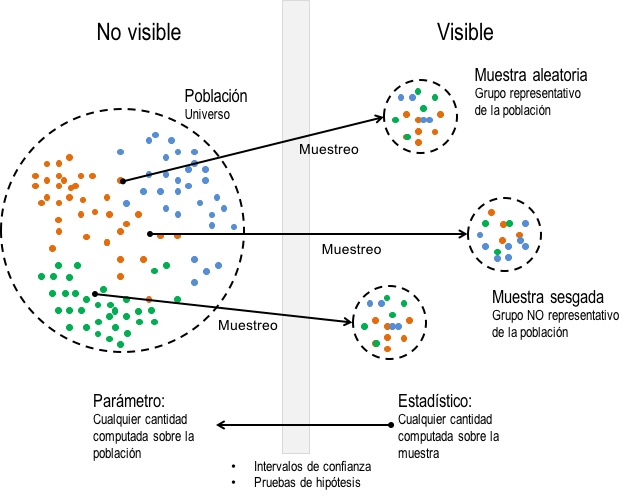 No visible
Visible
Población
Universo
Muestra aleatoria
Grupo representativo
de la población
Muestreo
Muestreo
Muestreo
Muestra sesgada
Grupo NO representativo
de la población
Parámetro:
Cualquier cantidad
computada sobre la
población
Estadístico:
Cualquier cantidad
computada sobre la
muestra
• Intervalos de confianza
• Pruebas de hipótesis